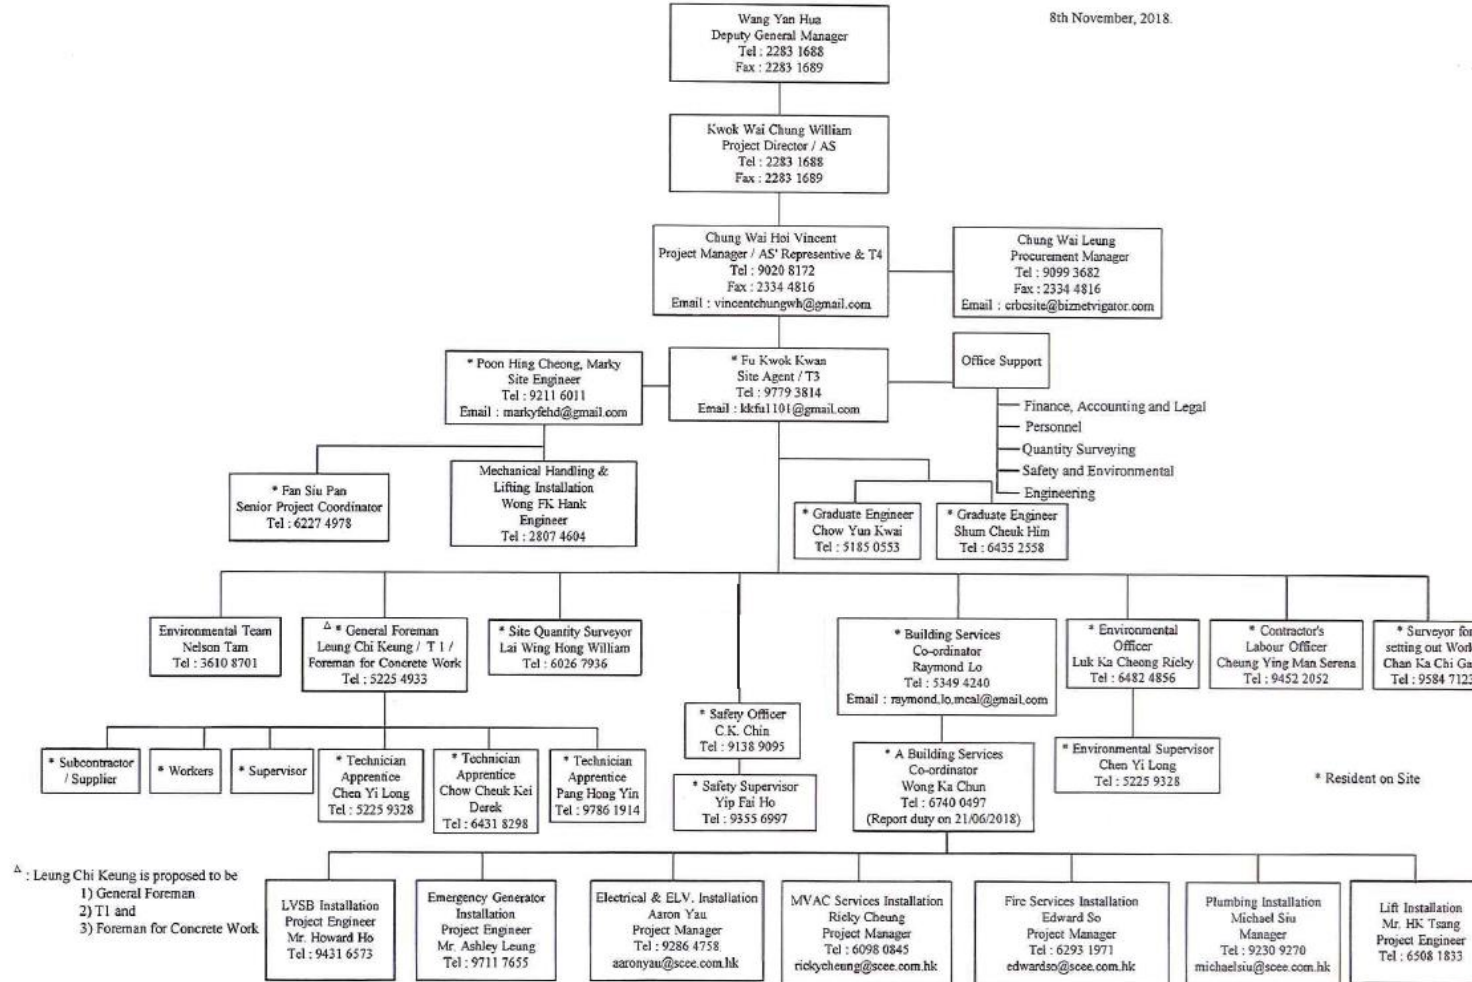 8th November, 2018.
Wang Yan Hua
Deputy General Manager
Tel : 2283 1688
Fax : 2283 1689
Kwok Wai Chung William
Project Director / AS
Tel : 2283 1688
Fax : 2283 1689
Chung Wai Hoi Vincent
Project Manager / AS' Representive & T4
Tel : 9020 8172
Fax : 2334 4816
Email : vincentchungwh@gmail.com
Chung Wai Leung
Procurement Manager
Tel : 9099 3682
Fax : 2334 4816
Email : crbcsite@biznetvigator.com
* Poon Hing Cheong, Marky
Site Engineer
Tel : 9211 6011
Email : markyfehd@gmail.com
* Fu Kwok Kwan
Site Agent / T3
Tel : 9779 3814
Email : kkfu1101@gmail.com
Office Support
Finance, Accounting and Legal
Personnel
Quantity Surveying
Safety and Environmental
Engineering
* Fan Siu Pan
Senior Project Coordinator
Tel : 6227 4978
Mechanical Handling &
Lifting Installation
Wong FK Hank
Engineer
Tel : 2807 4604
* Graduate Engineer
Chow Yun Kwai
Tel : 5185 0553
* Graduate Engineer
Shum Cheuk Him
Tel : 6435 2558
Environmental Team
Nelson Tam
Tel : 3610 8701
Δ * General Foreman
Leung Chi Keung / T 1 /
Foreman for Concrete Work
Tel : 5225 4933
* Site Quantity Surveyor
Lai Wing Hong William
Tel : 6026 7936
* Building Services
Co-ordinator
Raymond Lo
Tel : 5349 4240
Email : raymond.lo.mcal@gmail.com
* Environmental
Officer
Luk Ka Cheong Ricky
Tel : 6482 4856
* Contractor's
Labour Officer
Cheung Ying Man Serena
Tel : 9452 2052
* Surveyor for
setting out Work
Chan Ka Chi Ga
Tel : 9584 7123
* Safety Officer
C.K. Chin
Tel : 9138 9095
* Subcontractor
/ Supplier
* Workers
* Supervisor
* Technician
Apprentice
Chen Yi Long
Tel : 5225 9328
* Technician
Apprentice
Chow Cheuk Kei
Derek
Tel : 6431 8298
* Technician
Apprentice
Pang Hong Yin
Tel : 9786 1914
* Safety Supervisor
Yip Fai Ho
Tel : 9355 6997
* A Building Services
Co-ordinator
Wong Ka Chun
Tel : 6740 0497
(Report duty on 21/06/2018)
* Environmental Supervisor
Chen Yi Long
Tel : 5225 9328
* Resident on Site
Δ : Leung Chi Keung is proposed to be
1) General Foreman
2) T1 and
3) Foreman for Concrete Work
LVSB Installation
Project Engineer
Mr. Howard Ho
Tel : 9431 6573
Emergency Generator
Installation
Project Engineer
Mr. Ashley Leung
Tel : 9711 7655
Electrical & ELV. Installation
Aaron Yau
Project Manager
Tel : 9286 4758
aaronyau@scee.com.hk
MVAC Services Installation
Ricky Cheung
Project Manager
Tel : 6098 0845
rickycheung@scee.com.hk
Fire Services Installation
Edward So
Project Manager
Tel : 6293 1971
edwardso@scee.com.hk
Plumbing Installation
Michael Siu
Manager
Tel : 9230 9270
michaelsiu@scee.com.hk
Lift Installation
Mr. HK Tsang
Project Engineer
Tel : 6508 1833